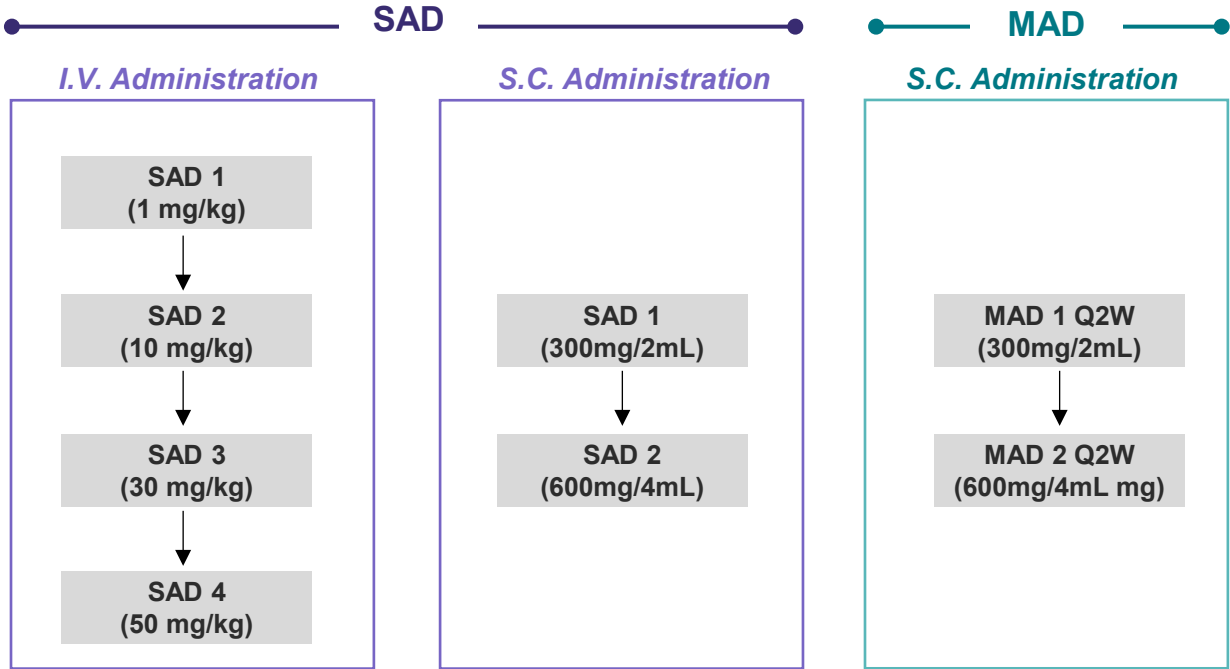 SAD
MAD
I.V. Administration
S.C. Administration
S.C. Administration
SAD 1
(1 mg/kg)
SAD 2
(10 mg/kg)
SAD 3
(30 mg/kg)
SAD 4
(50 mg/kg)
SAD 1
(300mg/2mL)
SAD 2
(600mg/4mL)
MAD 1 Q2W
(300mg/2mL)
MAD 2 Q2W
(600mg/4mL mg)